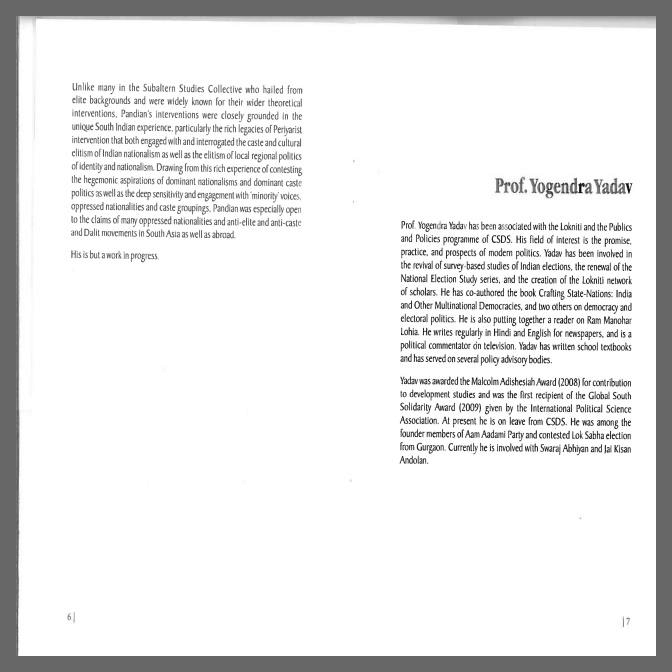 Unlike many in the Subaltern Studies Collective who hailed from
elite backgrounds and were widely known for their wider theoretical
interventions, Pandian's interventions were closely grounded in the
unique South Indian experience, particularly the rich legacies of Periyarist
intervention that both engaged with and interrogated the caste and cultural
elitism of Indian nationalism as well as the elitism of local regional politics
of identity and nationalism. Drawing from this rich experience of contesting
the hegemonic aspirations of dominant nationalisms and dominant caste
politics as well as the deep sensitivity and engagement with 'minority' voices,
oppressed nationalities and caste groupings, Pandian was especially open
to the claims of many oppressed nationalities and anti-elite and anti-caste
and Dalit movements in South Asia as well as abroad.
His is but a work in progress.
6|
Prof. Yogendra Yadav
Prof. Yogendra Yadav has been associated with the Lokniti and the Publics
and Policies programme of CSDS. His field of interest is the promise,
practice, and prospects of modern politics. Yadav has been involved in
the revival of survey-based studies of Indian elections, the renewal of the
National Election Study series, and the creation of the Lokniti network
of scholars. He has co-authored the book Crafting State-Nations: India
and Other Multinational Democracies, and two others on democracy and
electoral politics. He is also putting together a reader on Ram Manohar
Lohia. He writes regularly in Hindi and English for newspapers, and is a
political commentator on television. Yadav has written school textbooks
and has served on several policy advisory bodies.
Yadav was awarded the Malcolm Adishesiah Award (2008) for contribution
to development studies and was the first recipient of the Global South
Solidarity Award (2009) given by the International Political Science
Association. At present he is on leave from CSDS. He was among the
founder members of Aam Aadami Party and contested Lok Sabha election
from Gurgaon. Currently he is involved with Swaraj Abhiyan and Jai Kisan
Andolan.
|7